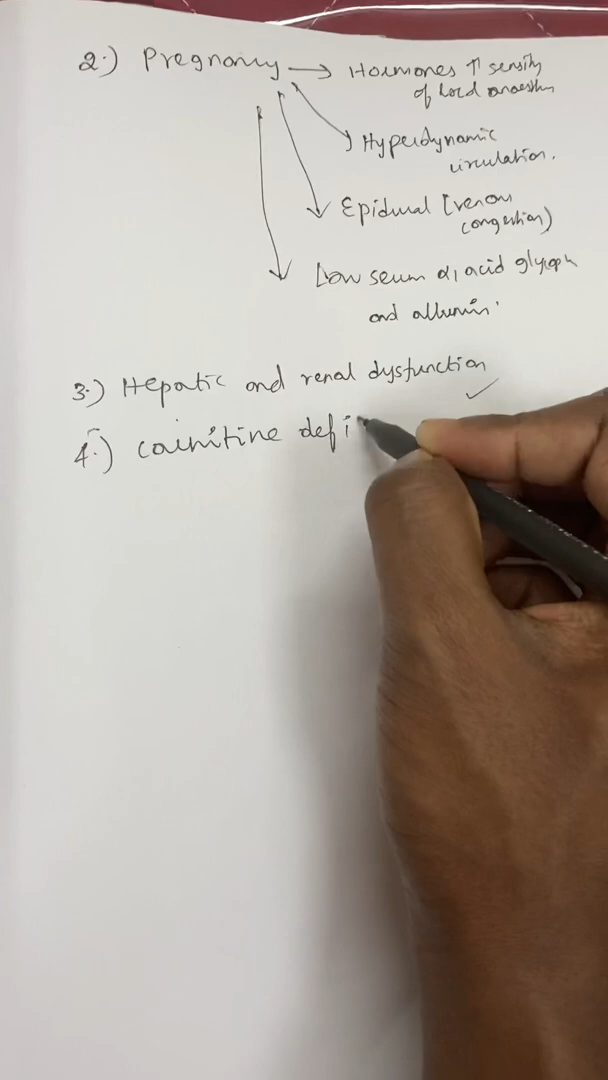 2.) Pregnancy → Hormones ↑ sensity
of local anaesthe
Hyperdynamic
circulation.
Epidural [venous
congestion)
Low serum α1 acid glycoph
and albumin.
3.) Hepatic and renal dysfunction ✓
4.) carnitine defi